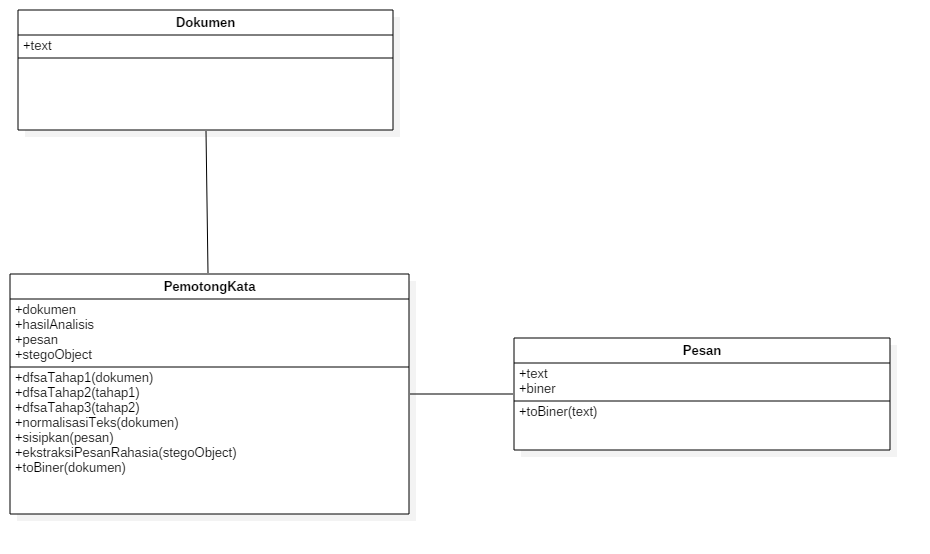 Dokumen
+text
PemotongKata
+dokumen
+hasilAnalisis
+pesan
+stegoObject
+dfsaTahap1(dokumen)
+dfsaTahap2(tahap1)
+dfsaTahap3(tahap2)
+normalisasiTeks(dokumen)
+sisipkan(pesan)
+ekstraksiPesanRahasia(stegoObject)
+toBiner(dokumen)
Pesan
+text
+biner
+toBiner(text)